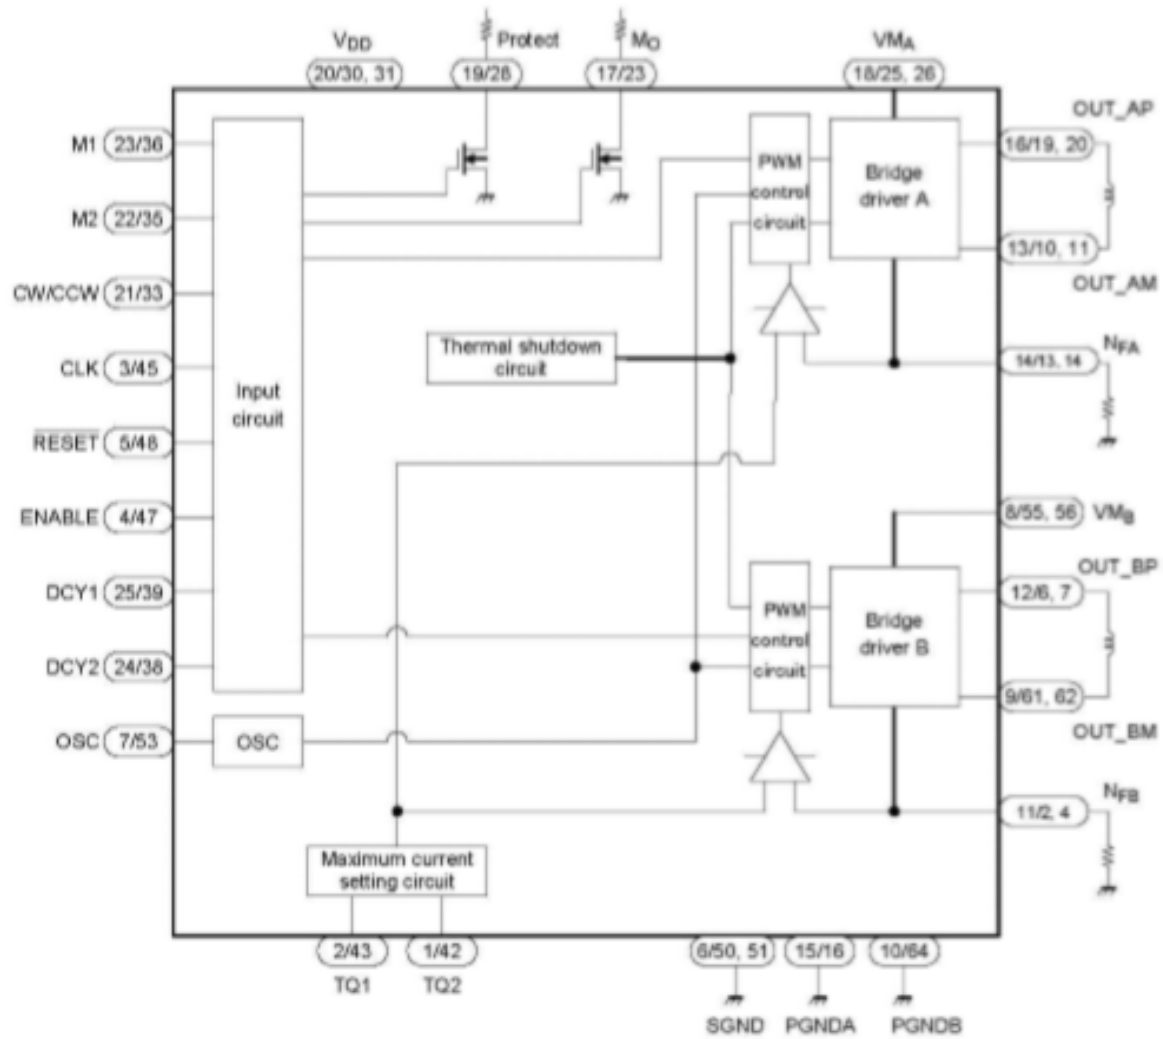 VDD
Protect
MO
VMA
20/30, 31
19/28
17/23
18/25, 26
OUT_AP
M1 23/36
16/19, 20
PWM
control
circuit
Bridge
driver A
M2 22/35
13/10, 11
OUT_AM
CW/CCW 21/33
Thermal shutdown
circuit
NFA
14/13, 14
CLK 3/45
Input
circuit
RESET 5/48
ENABLE 4/47
8/55, 56 VMB
OUT_BP
DCY1 25/39
12/6, 7
PWM
control
circuit
Bridge
driver B
DCY2 24/38
9/61, 62
OUT_BM
OSC 7/53
OSC
NFB
11/2, 4
Maximum current
setting circuit
2/43
1/42
6/50, 51
15/16
10/64
TQ1
TQ2
SGND
PGNDA
PGNDB